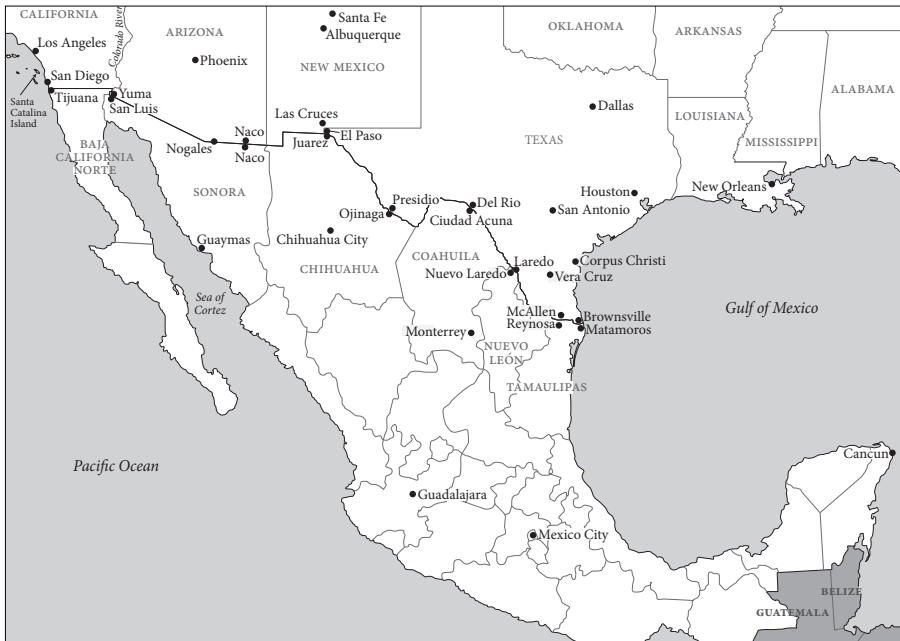 CALIFORNIA
Colorado River
ARIZONA
Santa Fe
Albuquerque
NEW MEXICO
OKLAHOMA
ARKANSAS
ALABAMA
Los Angeles
Phoenix
San Diego
Tijuana
Yuma
San Luis
Santa
Catalina
Island
Dallas
LOUISIANA
MISSISSIPPI
Las Cruces
El Paso
Juarez
TEXAS
Naco
Nogales
Naco
BAJA
CALIFORNIA
NORTE
SONORA
Presidio
Ojinaga
Del Rio
Ciudad Acuna
Houston
San Antonio
New Orleans
Guaymas
Chihuahua City
CHIHUAHUA
COAHUILA
Laredo
Nuevo Laredo
Corpus Christi
Vera Cruz
Sea of
Cortez
Gulf of Mexico
McAllen
Reynosa
Brownsville
Matamoros
Monterrey
NUEVO
LEÓN
TAMAULIPAS
Pacific Ocean
Cancun
Guadalajara
Mexico City
BELIZE
GUATEMALA